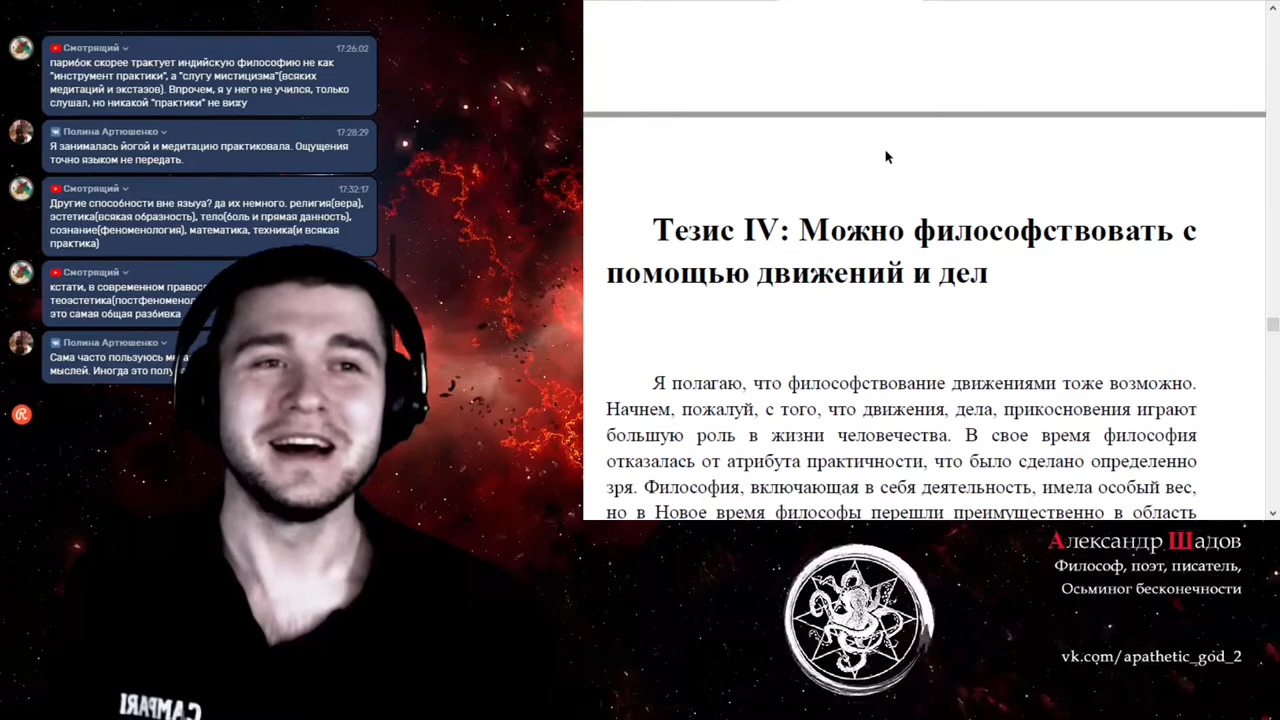 Смотрящий
17:26:02
парибок скорее трактует индийскую философию не как
"инструмент практики", а "слугу мистицизма"(всяких
медитаций и экстазов). Впрочем, я у него не учился, только
слушал, но никакой "практики" не вижу
Полина Артюшенко
17:28:29
Я занималась йогой и медитацию практиковала. Ощущения
точно языком не передать.
Смотрящий
17:32:17
Другие способности вне языуа? да их немного. религия(вера),
эстетика(всякая образность), тело(боль и прямая данность),
сознание(феноменология), математика, техника(и всякая
практика)
Смотрящий
кстати, в современном
теоэстетика(постфеноменол
это самая общая разбивка
Полина Артюшенко
Сама часто пользуюсь
мыслей. Иногда это
Тезис IV: Можно философствовать с
помощью движений и дел
Я полагаю, что философствование движениями тоже возможно.
Начнем, пожалуй, с того, что движения, дела, прикосновения играют
большую роль в жизни человечества. В свое время философия
отказалась от атрибута практичности, что было сделано определенно
зря. Философия, включающая в себя деятельность, имела особый вес,
но в Новое время философы перешли преимущественно в область
Александр Шадов
Философ, поэт, писатель,
Осьминог бесконечности
vk.com/apathetic_god_2
CAMPARI